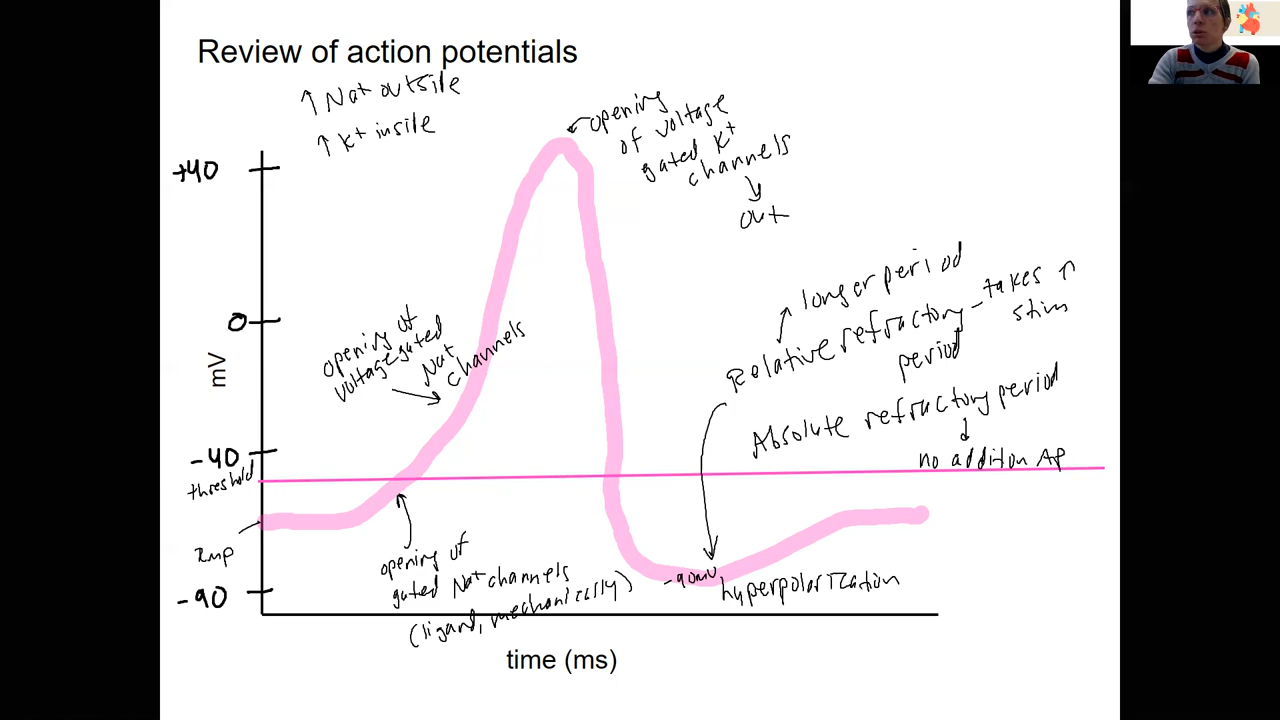 Review of action potentials
↑ Na+ outside
↑ K+ inside
opening
of voltage
gated K+
channels
↓
out
+40
0
mV
-40
threshold
RMP
-90
opening of
voltage gated
Na+
channels
opening of
gated Na+ channels
(ligand, mechanically)
longer period
Relative refractory - takes ↑
stim
period
Absolute refractory period
↓
no addition AP
-90mV
hyperpolarization
time (ms)